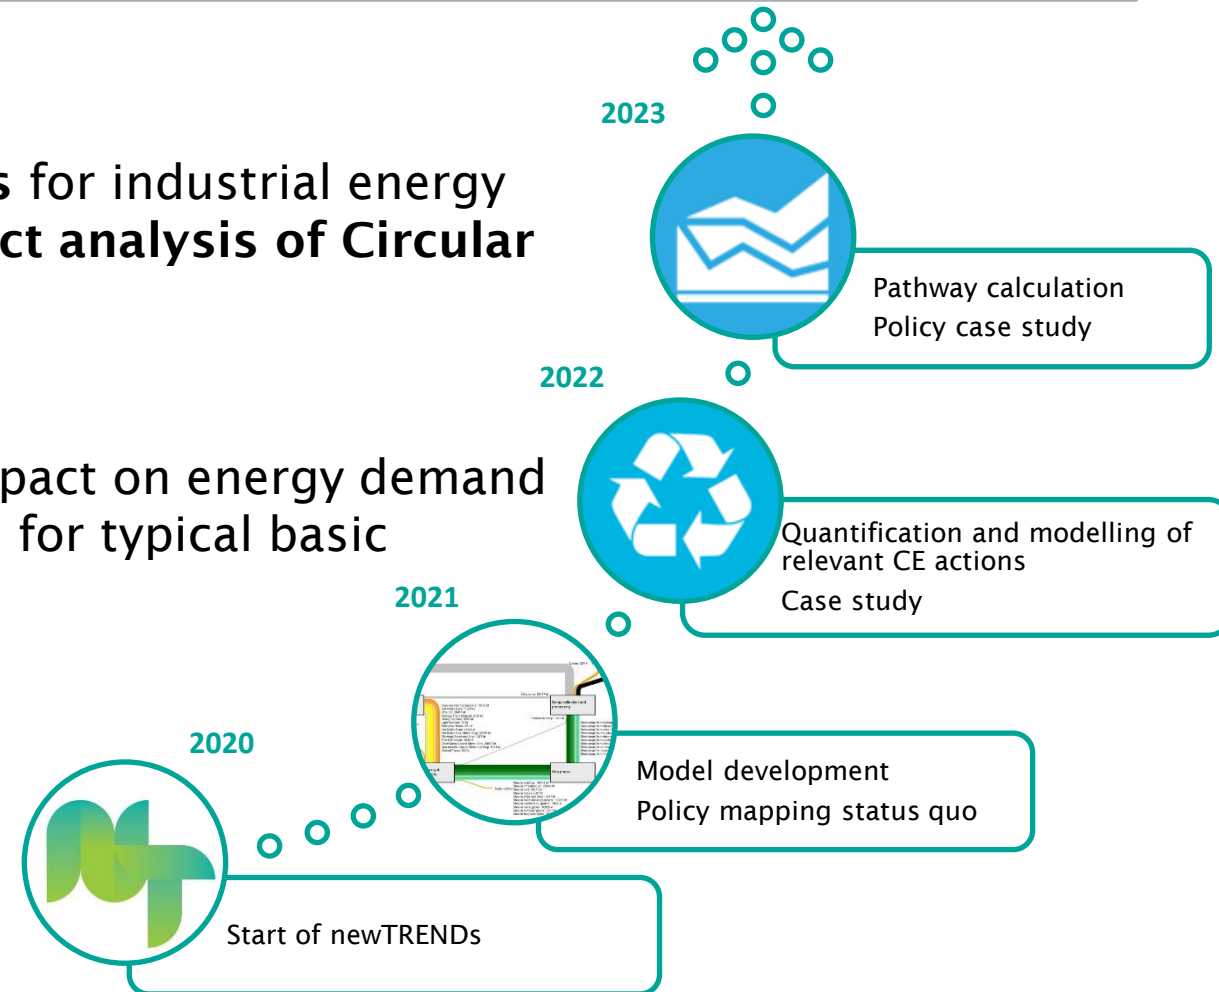 2023
s for industrial energy
ct analysis of Circular
Pathway calculation
Policy case study
2022
pact on energy demand
for typical basic
Quantification and modelling of
relevant CE actions
Case study
2021
Model development
Policy mapping status quo
2020
Start of newTRENDs